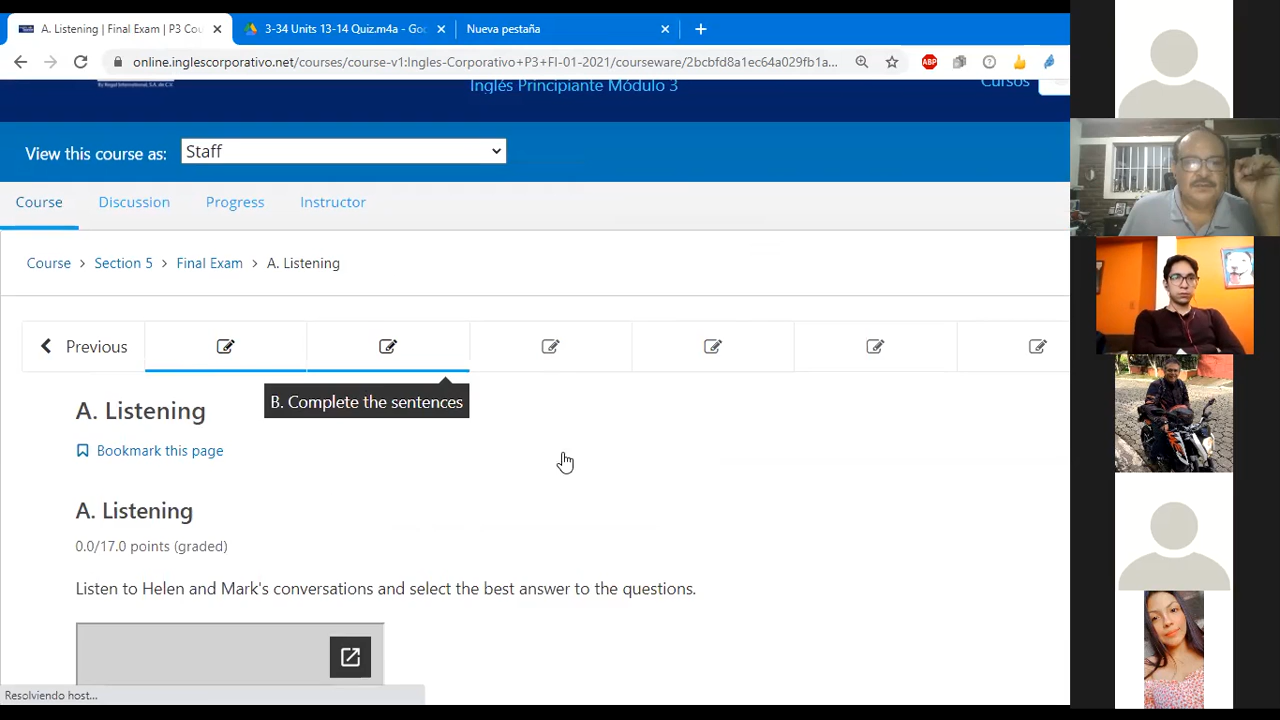 A. Listening | Final Exam | P3 Cou
3-34 Units 13-14 Quiz.m4a - Goo
Nueva pestaña
online.inglescorporativo.net/courses/course-v1:Ingles-Corporativo+P3+FI-01-2021/courseware/2bcbfd8a1ec64a029fb1a...
ABP
Inglés Principiante Módulo 3
Cursos
View this course as:
Staff
Course
Discussion
Progress
Instructor
Course > Section 5 > Final Exam > A. Listening
Previous
B. Complete the sentences
A. Listening
Bookmark this page
A. Listening
0.0/17.0 points (graded)
Listen to Helen and Mark's conversations and select the best answer to the questions.
Resolviendo host...